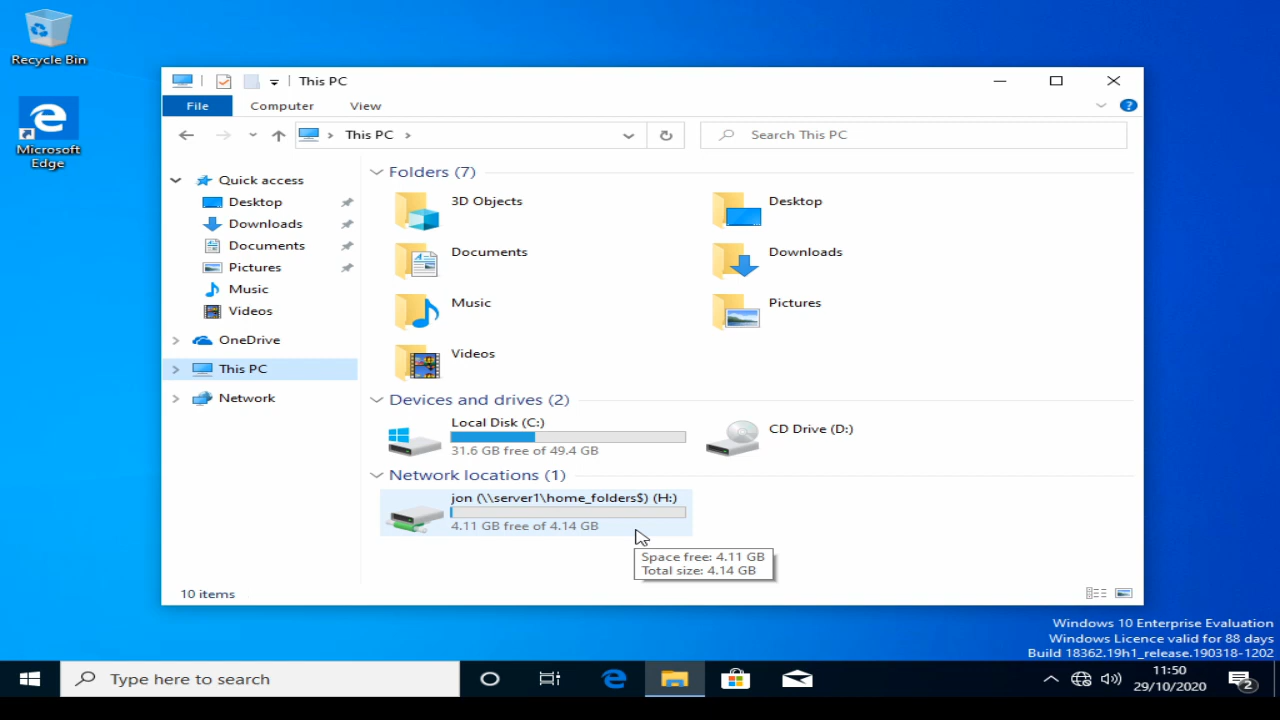 Recycle Bin
Microsoft
Edge
This PC
File
Computer
View
This PC
Search This PC
Quick access
Desktop
Downloads
Documents
Pictures
Music
Videos
OneDrive
This PC
Network
Folders (7)
3D Objects
Desktop
Documents
Downloads
Music
Pictures
Videos
Devices and drives (2)
Local Disk (C:)
31.6 GB free of 49.4 GB
CD Drive (D:)
Network locations (1)
jon (\\server1\home_folders$) (H:)
4.11 GB free of 4.14 GB
Space free: 4.11 GB
Total size: 4.14 GB
10 items
Windows 10 Enterprise Evaluation
Windows Licence valid for 88 days
Build 18362.19h1_release.190318-1202
Type here to search
11:50
29/10/2020
2